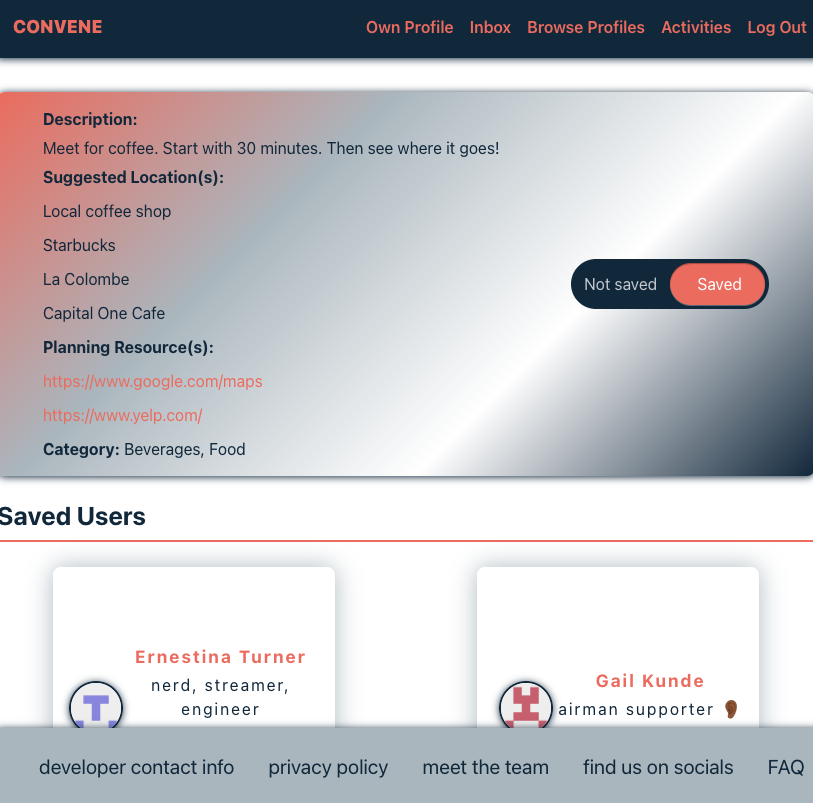 CONVENE
Own Profile Inbox Browse Profiles Activities Log Out
Description:
Meet for coffee. Start with 30 minutes. Then see where it goes!
Suggested Location(s):
Local coffee shop
Starbucks
La Colombe
Capital One Cafe
Not saved Saved
Planning Resource(s):
https://www.google.com/maps
https://www.yelp.com/
Category: Beverages, Food
Saved Users
Ernestina Turner
nerd, streamer,
engineer
Gail Kunde
airman supporter 👂🏾
developer contact info privacy policy meet the team find us on socials FAQ